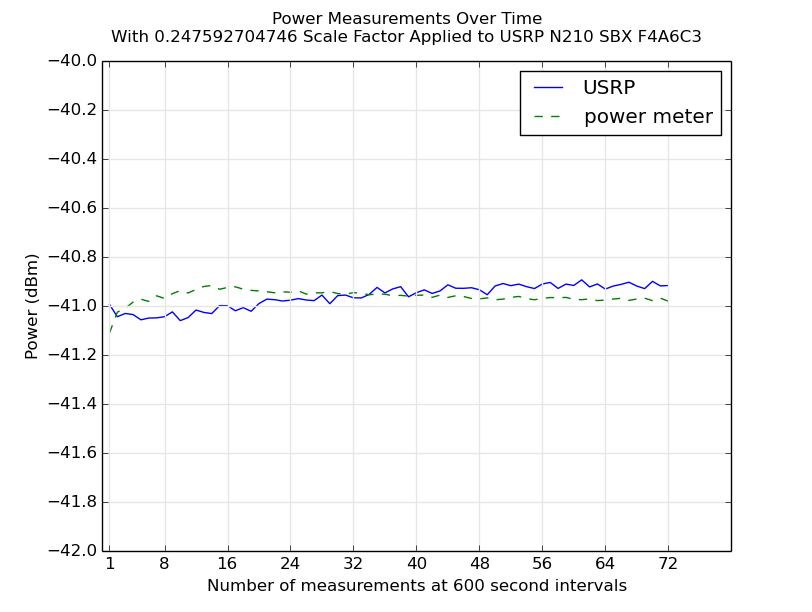 Power Measurements Over Time
With 0.247592704746 Scale Factor Applied to USRP N210 SBX F4A6C3
USRP
power meter
Power (dBm)
−40.0
−40.2
−40.4
−40.6
−40.8
−41.0
−41.2
−41.4
−41.6
−41.8
−42.0
1 8 16 24 32 40 48 56 64 72
Number of measurements at 600 second intervals